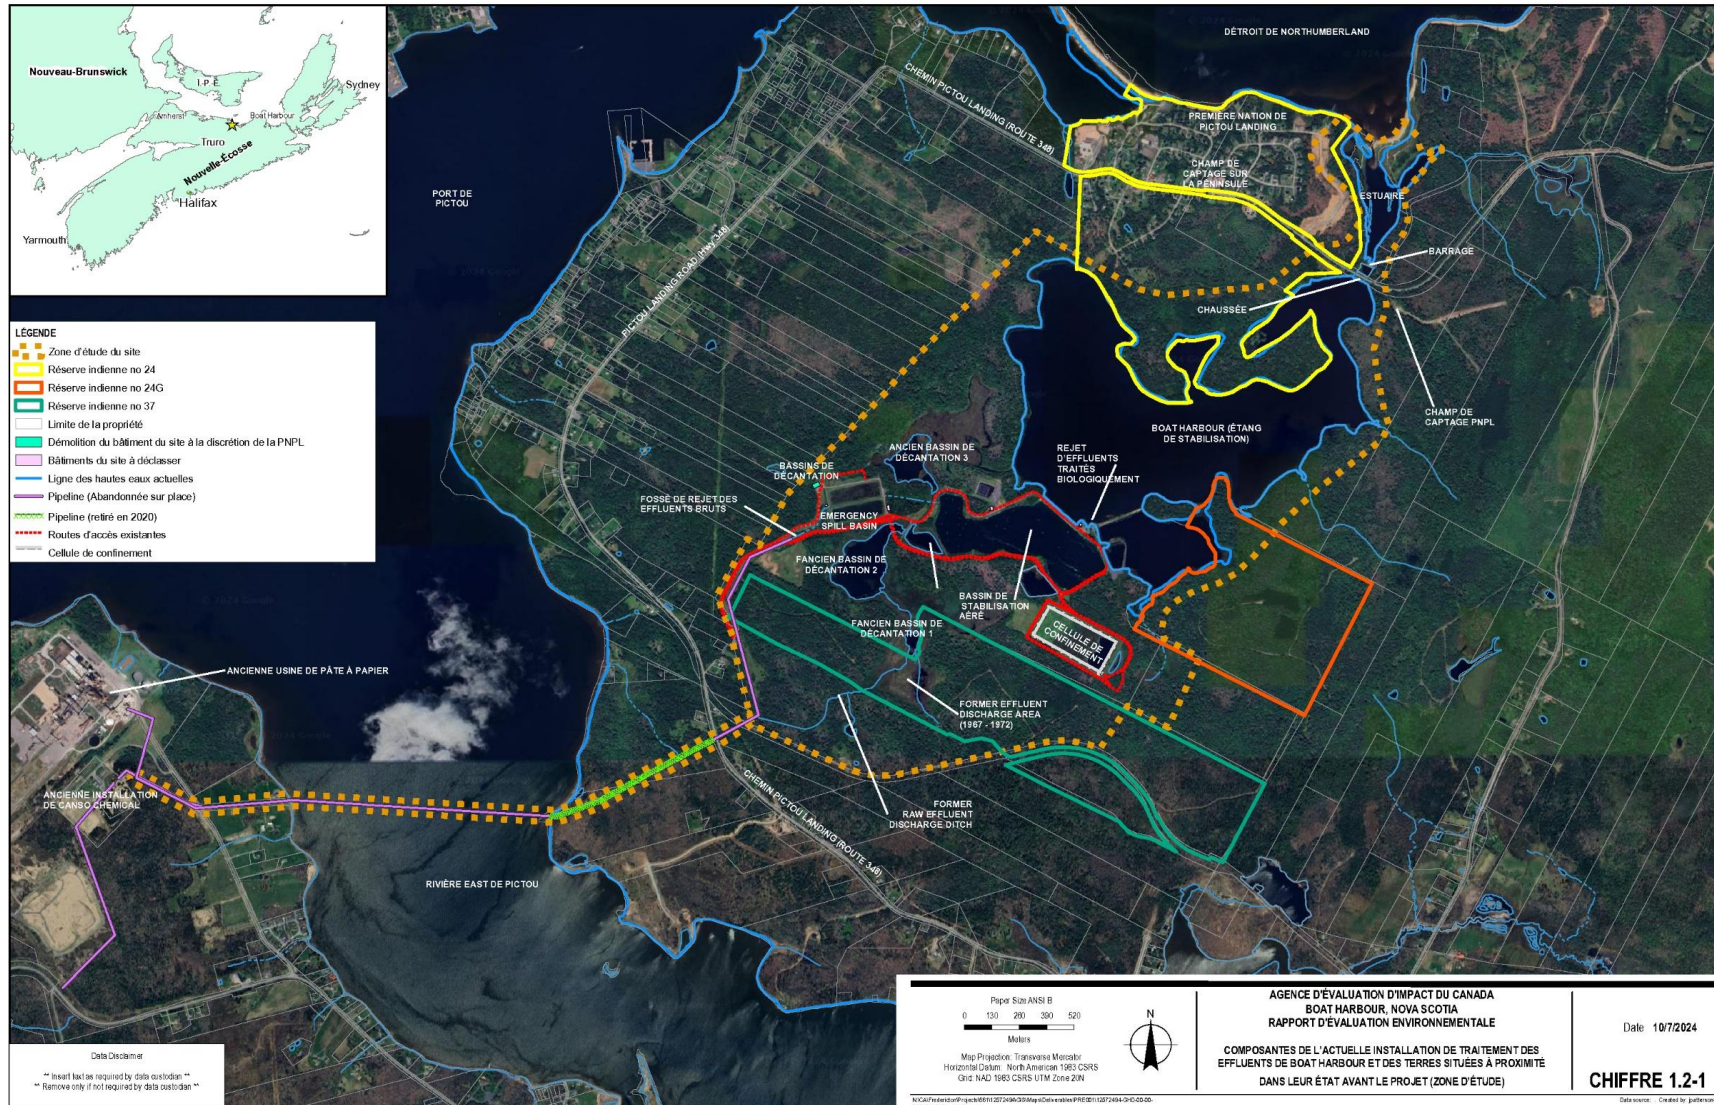 Nouveau-Brunswick
I.-P.-E.
Sydney
Amherst
Boat Harbour
Truro
Nouvelle-Écosse
Halifax
Yarmouth
DÉTROIT DE NORTHUMBERLAND
CHEMIN PICTOU LANDING (ROUTE 348)
PREMIÈRE NATION DE
PICTOU LANDING
CHAMP DE
CAPTAGE SUR
LA PÉNINSULE
ESTUAIRE
PORT DE
PICTOU
PICTOU LANDING ROAD (Hwy 348)
BARRAGE
CHAUSSÉE
LÉGENDE
Zone d'étude du site
Réserve indienne no 24
Réserve indienne no 24G
Réserve indienne no 37
Limite de la propriété
Démolition du bâtiment du site à la discrétion de la PNPL
Bâtiments du site à déclasser
Ligne des hautes eaux actuelles
Pipeline (Abandonnée sur place)
Pipeline (retiré en 2020)
Routes d'accès existantes
Cellule de confinement
CHAMP DE
CAPTAGE PNPL
BOAT HARBOUR (ÉTANG
DE STABILISATION)
ANCIEN BASSIN DE
DÉCANTATION 3
REJET
D'EFFLUENTS
TRAITÉS
BIOLOGIQUEMENT
BASSINS DE
DÉCANTATION
FOSSÉ DE REJET DES
EFFLUENTS BRUTS
EMERGENCY
SPILL BASIN
FANCIEN BASSIN DE
DÉCANTATION 2
BASSIN DE
STABILISATION
AÉRÉ
FANCIEN BASSIN DE
DÉCANTATION 1
CELLULE DE
CONFINEMENT
ANCIENNE USINE DE PÂTE À PAPIER
FORMER EFFLUENT
DISCHARGE AREA
(1967 - 1972)
ANCIENNE INSTALLATION
DE CANSO CHEMICAL
CHEMIN PICTOU LANDING (ROUTE 348)
FORMER
RAW EFFLUENT
DISCHARGE DITCH
RIVIÈRE EAST DE PICTOU
Data Disclaimer
** Insert text as required by data custodian **
** Remove only if not required by data custodian **
Paper Size ANSI B
0 130 260 390 520
Meters
Map Projection: Transverse Mercator
Horizontal Datum: North American 1983 CSRS
Grid: NAD 1983 CSRS UTM Zone 20N
N
AGENCE D'ÉVALUATION D'IMPACT DU CANADA
BOAT HARBOUR, NOVA SCOTIA
RAPPORT D'ÉVALUATION ENVIRONNEMENTALE
COMPOSANTES DE L'ACTUELLE INSTALLATION DE TRAITEMENT DES
EFFLUENTS DE BOAT HARBOUR ET DES TERRES SITUÉES À PROXIMITÉ
DANS LEUR ÉTAT AVANT LE PROJET (ZONE D'ÉTUDE)
Date 10/7/2024
CHIFFRE 1.2-1
Data source: . Created by: jpatterson